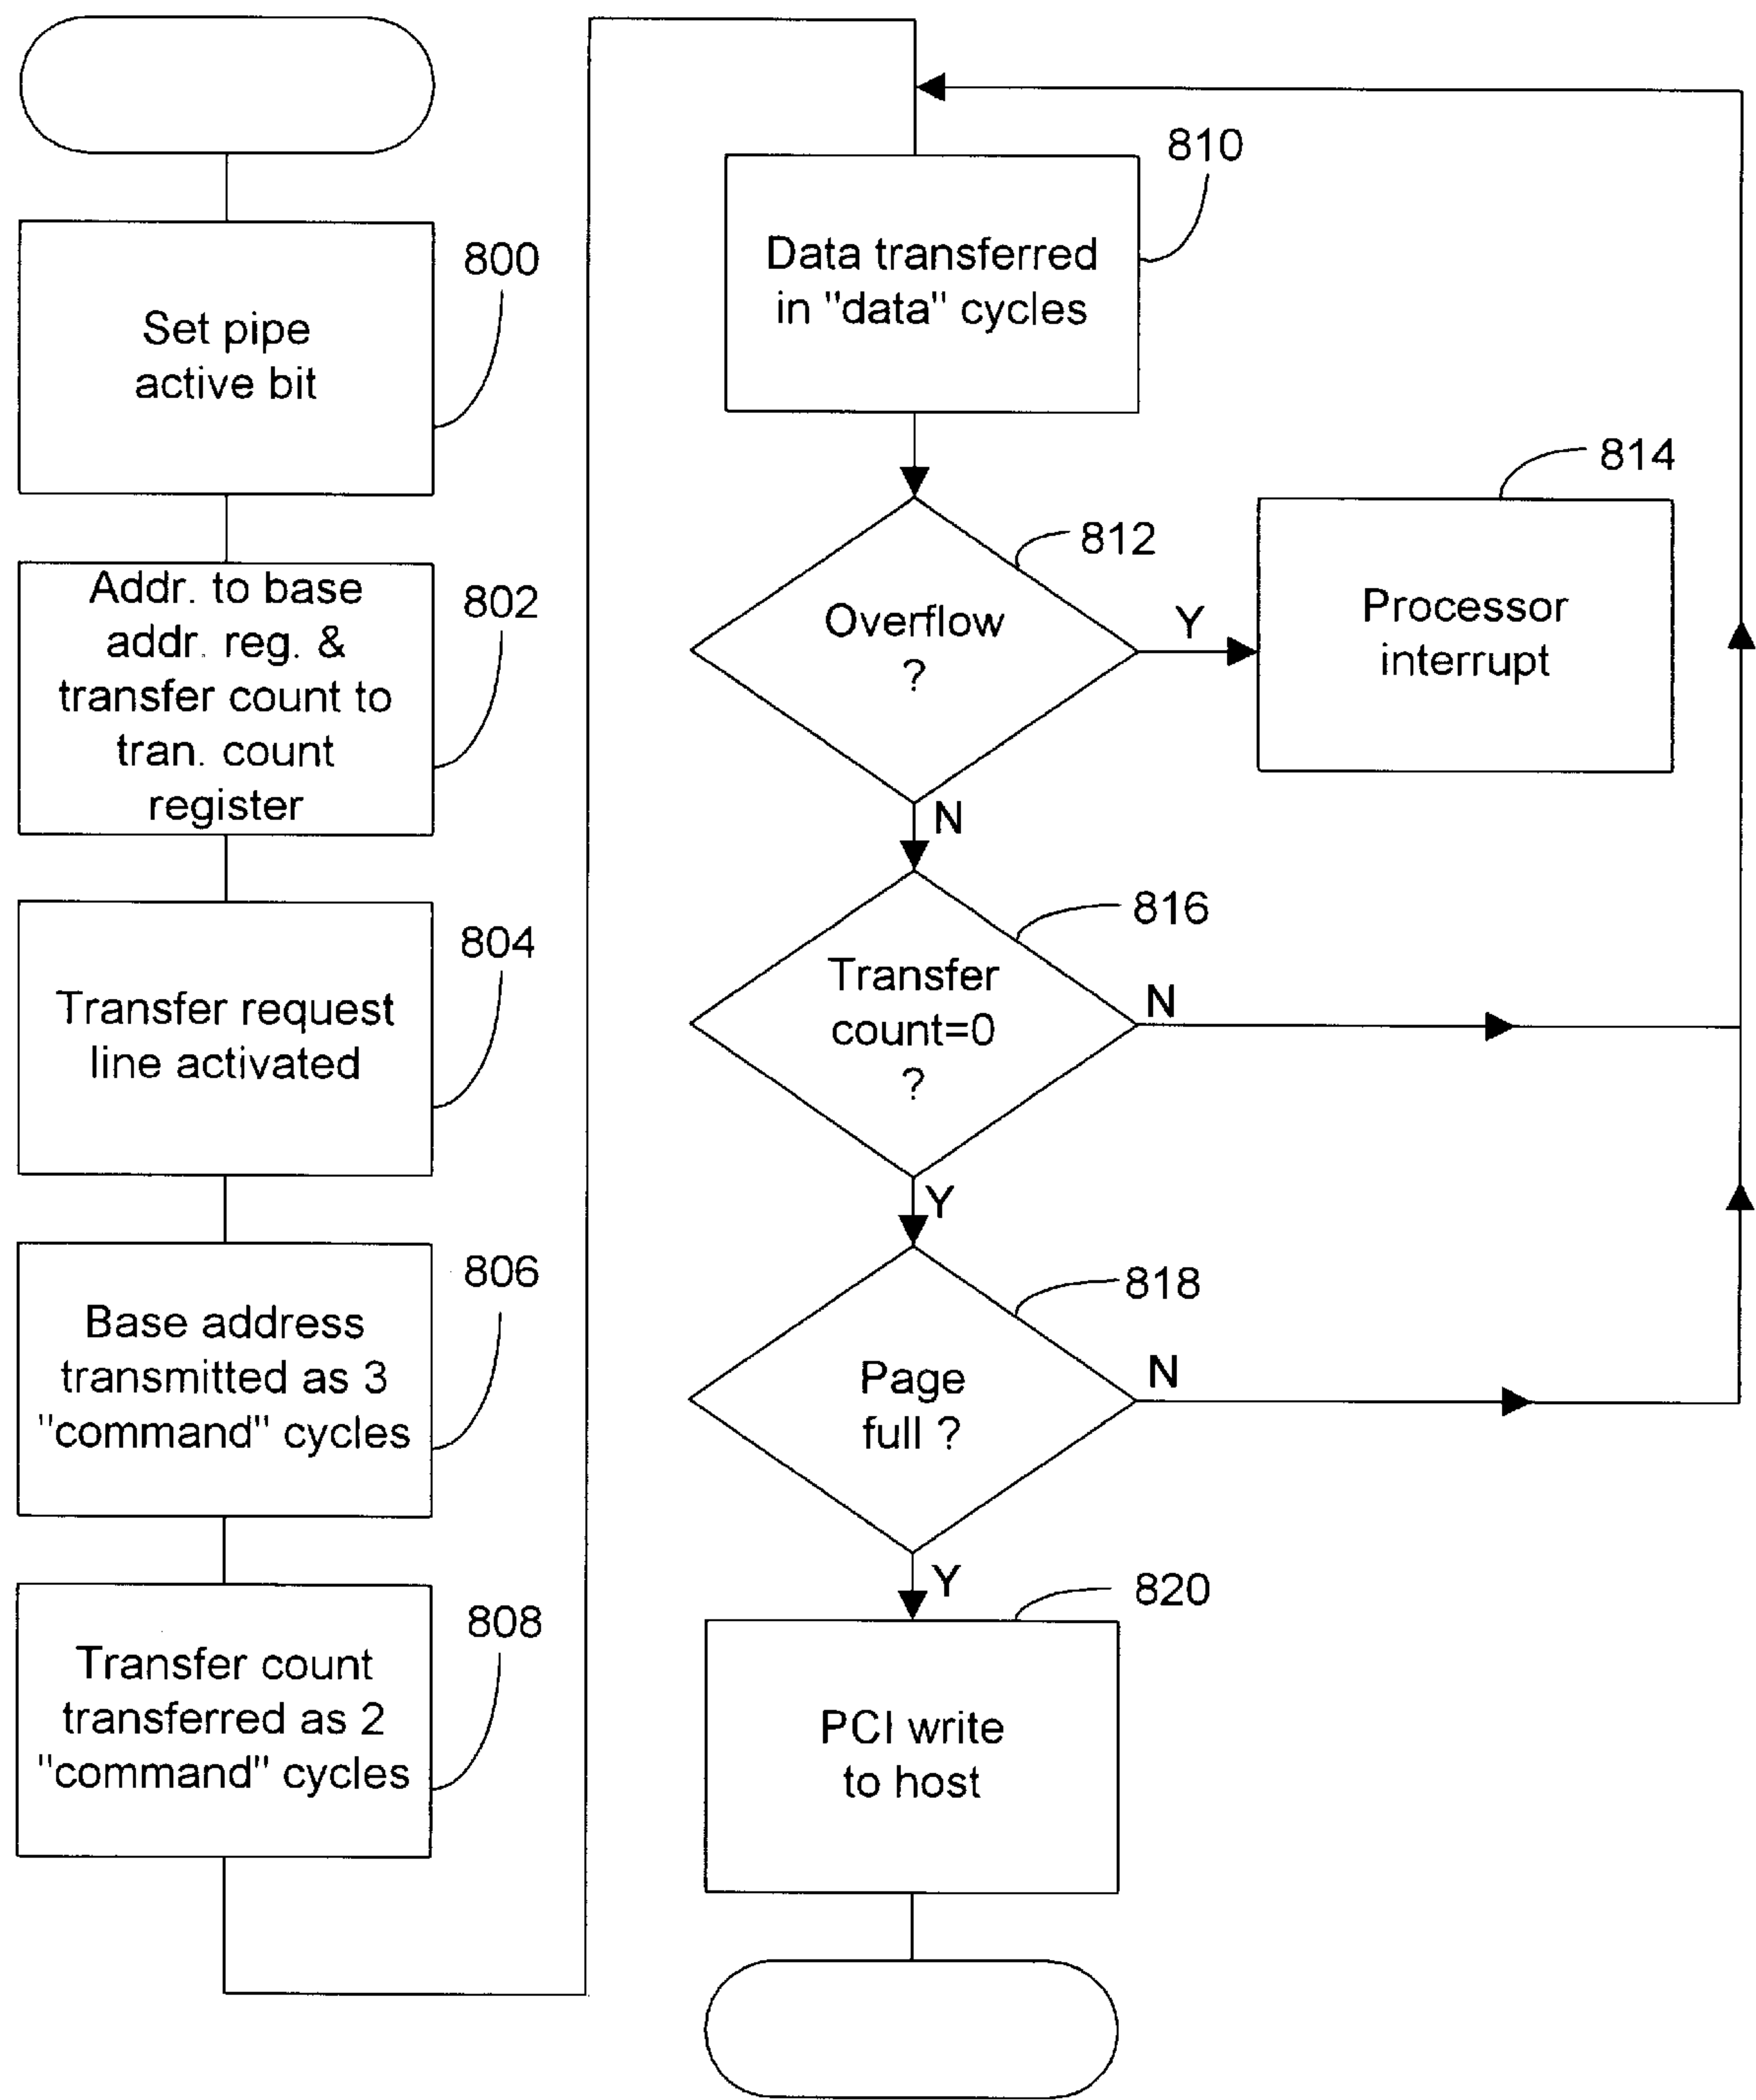 800
Set pipe
active bit
802
Addr. to base
addr. reg. &
transfer count to
tran. count
register
804
Transfer request
line activated
806
Base address
transmitted as 3
"command" cycles
808
Transfer count
transferred as 2
"command" cycles
810
Data transferred
in "data" cycles
812
Overflow
?
Y
N
814
Processor
interrupt
816
Transfer
count=0
?
N
Y
818
Page
full ?
N
Y
820
PCI write
to host